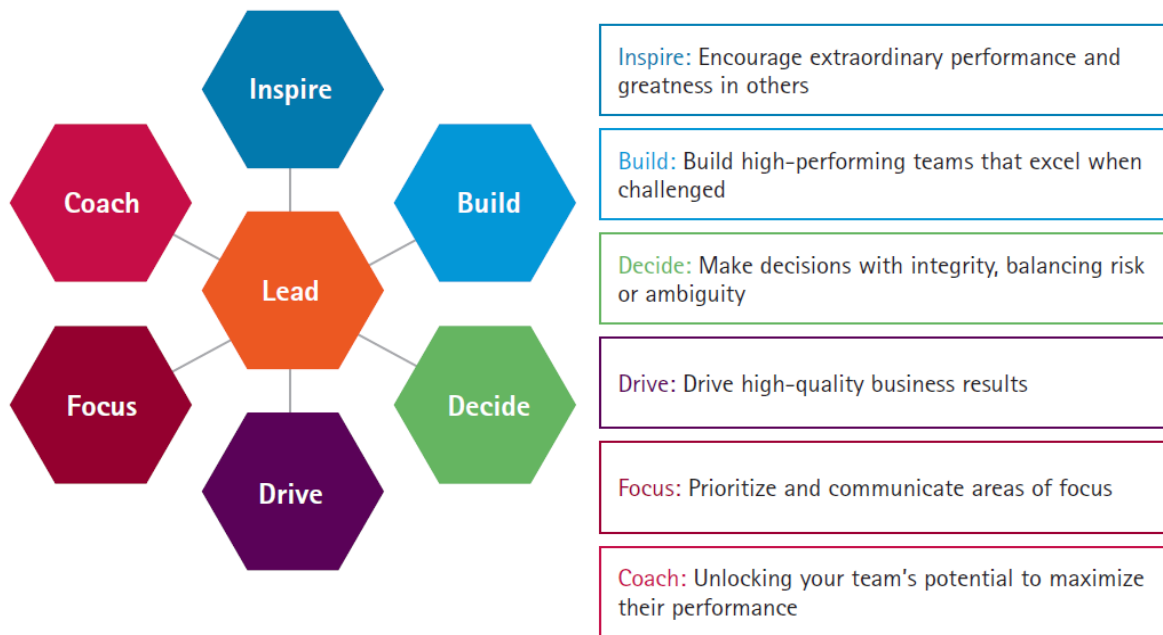 Inspire
Coach
Build
Lead
Focus
Decide
Drive
Inspire: Encourage extraordinary performance and
greatness in others
Build: Build high-performing teams that excel when
challenged
Decide: Make decisions with integrity, balancing risk
or ambiguity
Drive: Drive high-quality business results
Focus: Prioritize and communicate areas of focus
Coach: Unlocking your team's potential to maximize
their performance